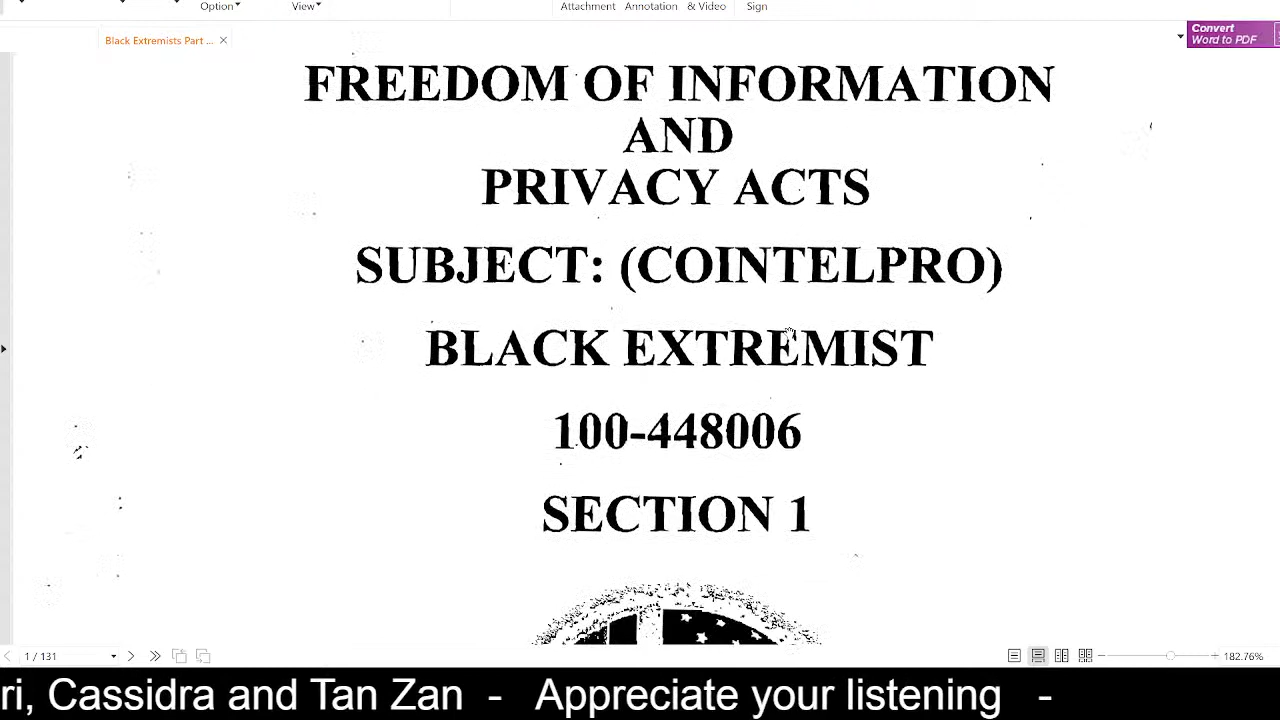 Option View Attachment Annotation & Video Sign
Black Extremists Part ...
Convert
Word to PDF
FREEDOM OF INFORMATION
AND
PRIVACY ACTS
SUBJECT: (COINTELPRO)
BLACK EXTREMIST
100-448006
SECTION 1
1 / 131
182.76%
ri, Cassidra and Tan Zan - Appreciate your listening -